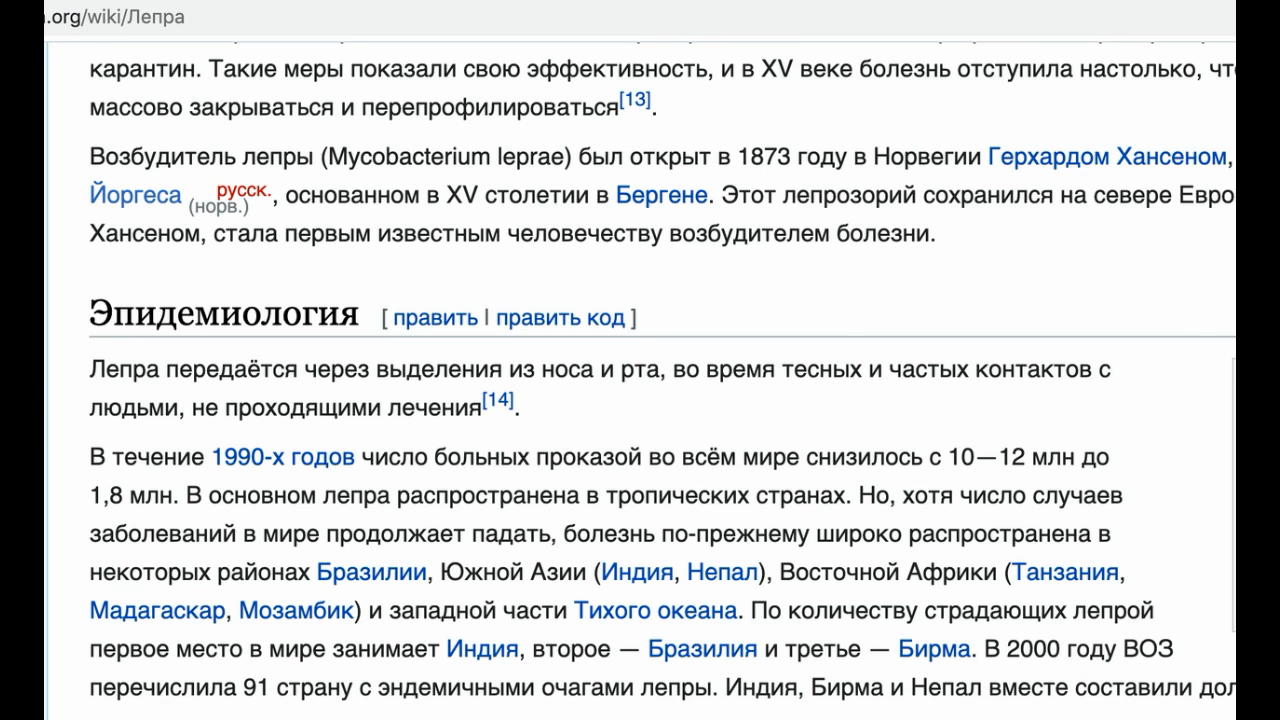 .org/wiki/Лепра
карантин. Такие меры показали свою эффективность, и в XV веке болезнь отступила настолько,
массово закрываться и перепрофилироваться[13].
Возбудитель лепры (Mycobacterium leprae) был открыт в 1873 году в Норвегии Герхардом Хансеном,
Йоргеса русск. (норв.), основанном в XV столетии в Бергене. Этот лепрозорий сохранился на севере
Хансеном, стала первым известным человечеству возбудителем болезни.
Эпидемиология [ править | править код ]
Лепра передаётся через выделения из носа и рта, во время тесных и частых контактов с
людьми, не проходящими лечения[14].
В течение 1990-х годов число больных проказой во всём мире снизилось с 10—12 млн до
1,8 млн. В основном лепра распространена в тропических странах. Но, хотя число случаев
заболеваний в мире продолжает падать, болезнь по-прежнему широко распространена в
некоторых районах Бразилии, Южной Азии (Индия, Непал), Восточной Африки (Танзания,
Мадагаскар, Мозамбик) и западной части Тихого океана. По количеству страдающих лепрой
первое место в мире занимает Индия, второе — Бразилия и третье — Бирма. В 2000 году ВОЗ
перечислила 91 страну с эндемичными очагами лепры. Индия, Бирма и Непал вместе составили